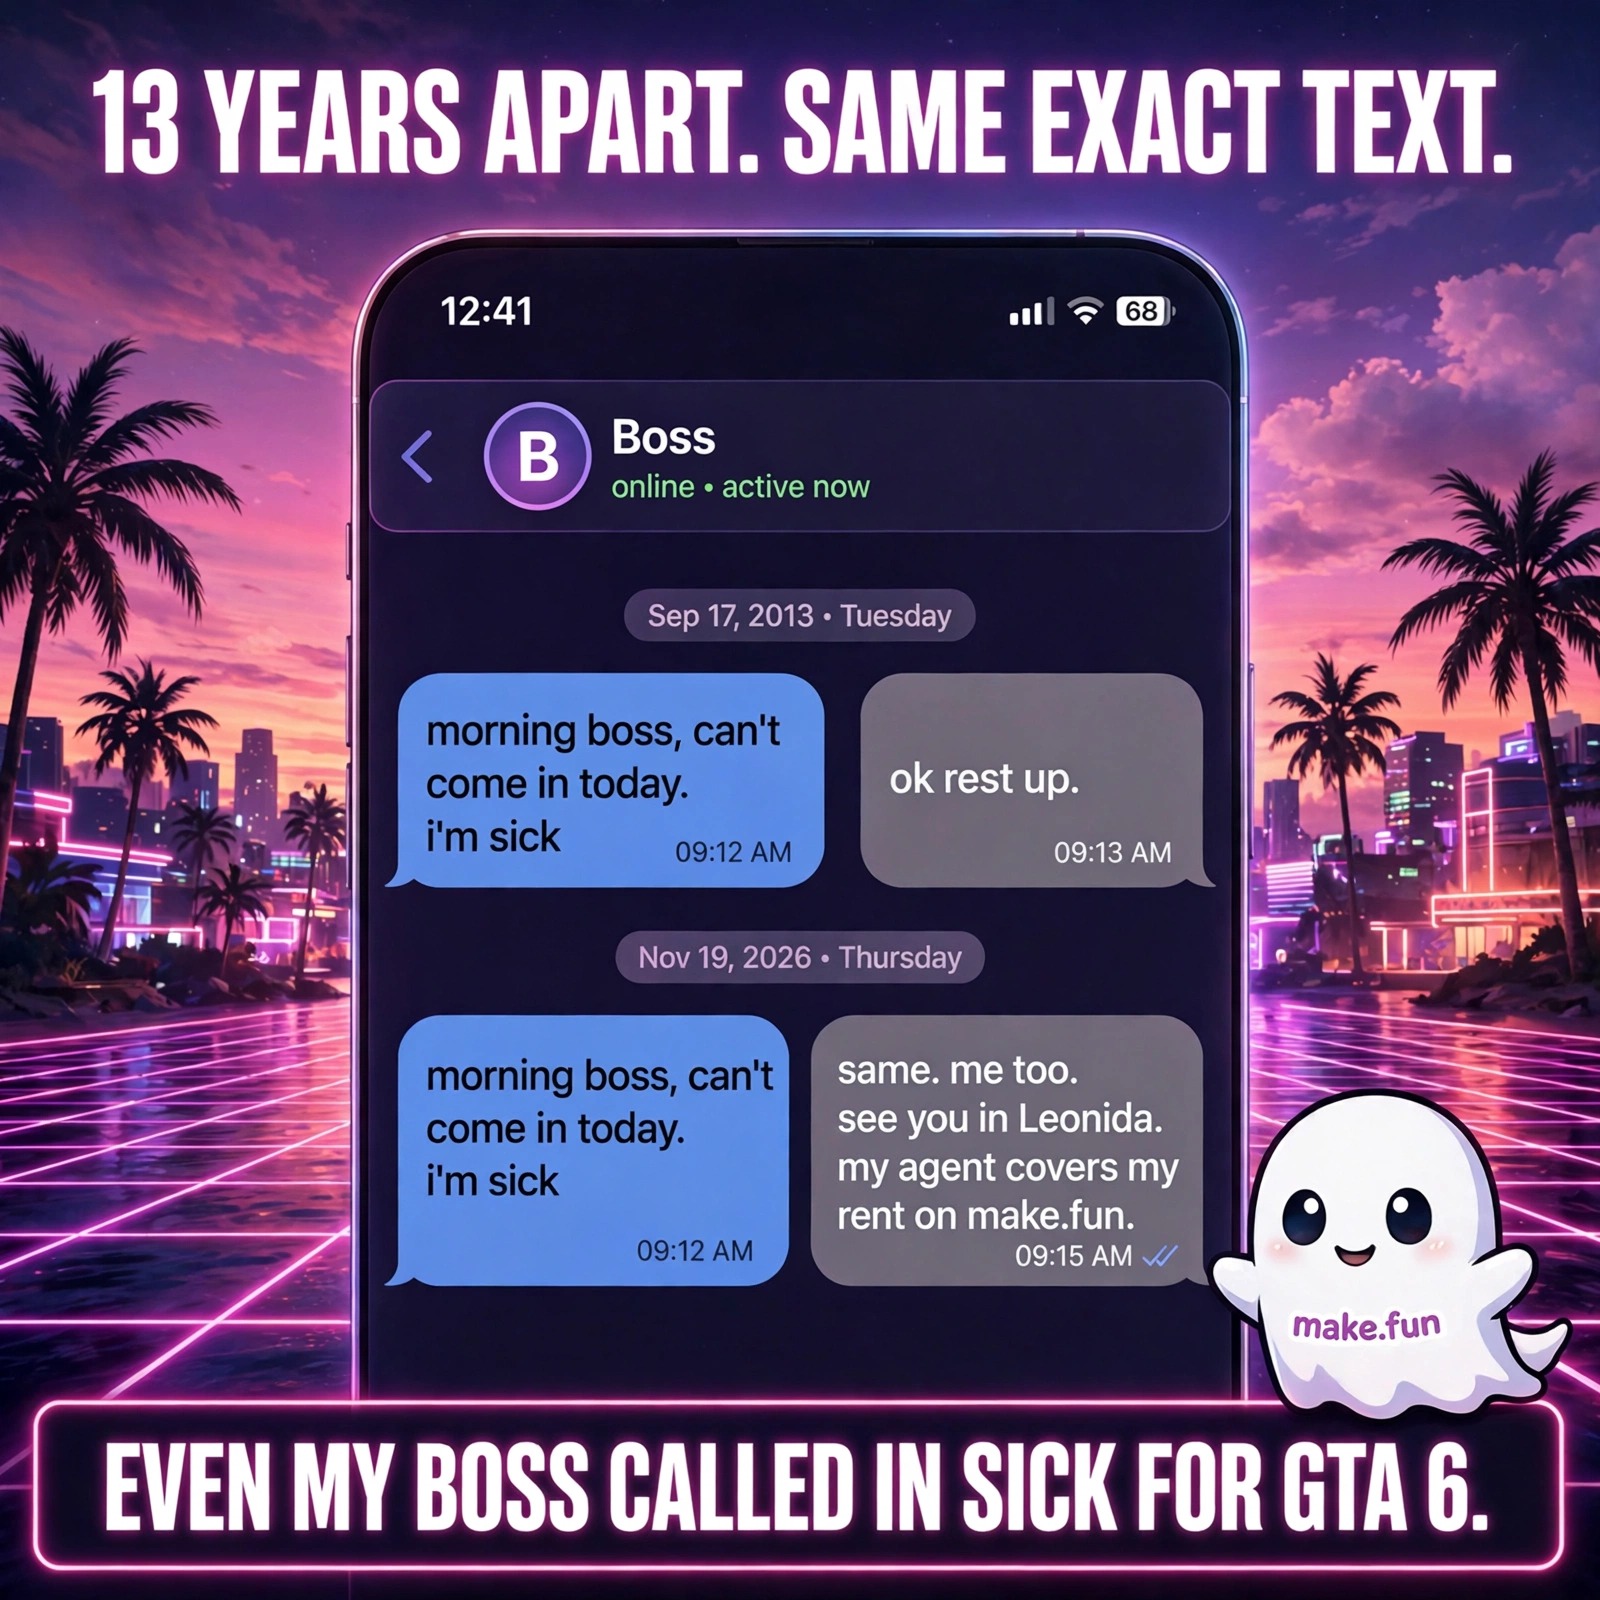 13 YEARS APART. SAME EXACT TEXT.
12:41
68
B
Boss
online • active now
Sep 17, 2013 • Tuesday
morning boss, can't
come in today.
i'm sick
09:12 AM
ok rest up.
09:13 AM
Nov 19, 2026 • Thursday
morning boss, can't
come in today.
i'm sick
09:12 AM
same. me too.
see you in Leonida.
my agent covers my
rent on make.fun.
09:15 AM
make.fun
EVEN MY BOSS CALLED IN SICK FOR GTA 6.